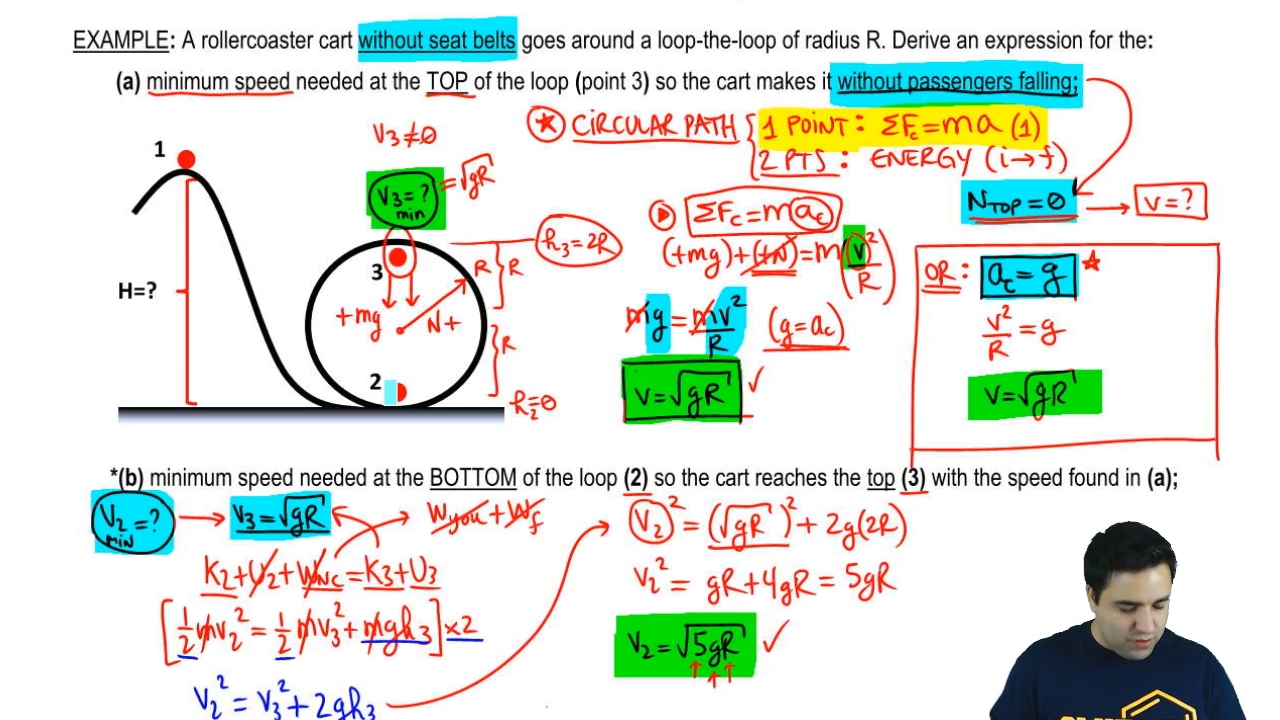 EXAMPLE: A rollercoaster cart without seat belts goes around a loop-the-loop of radius R. Derive an expression for the:
(a) minimum speed needed at the TOP of the loop (point 3) so the cart makes it without passengers falling;
★ CIRCULAR PATH
1 POINT: ΣFc=ma (1)
2 PTS: ENERGY (i→f)
V3≠0
1
V3=? min =√gR
h3=2R
3
R
R
H=?
+mg
N+
R
2
h2=0
ΣFc=mac
(+mg)+(+N)=m(v²/R)
mg=mv²/R (g=ac)
v=√gR ✓
NTOP=0 → v=?
OR: ac=g ★
v²/R=g
v=√gR
*(b) minimum speed needed at the BOTTOM of the loop (2) so the cart reaches the top (3) with the speed found in (a);
V2=? min → V3=√gR
Wyou+Wf
K2+U2+WNC=K3+U3
[½mv2²=½mv3²+mgh3]×2
V2²=V3²+2gh3
V2²=(√gR)²+2g(2R)
V2²=gR+4gR=5gR
V2=√5gR ✓